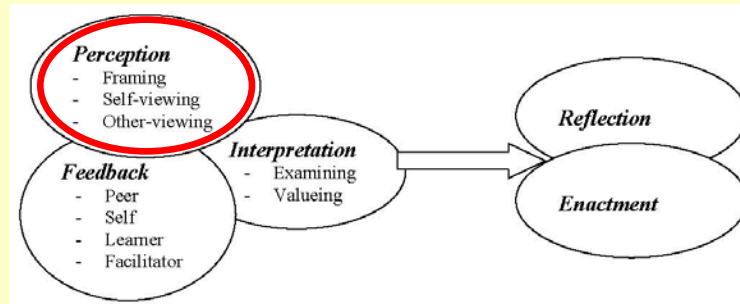 Perception
- Framing
- Self-viewing
- Other-viewing
Feedback
- Peer
- Self
- Learner
- Facilitator
Interpretation
- Examining
- Valueing
Reflection
Enactment